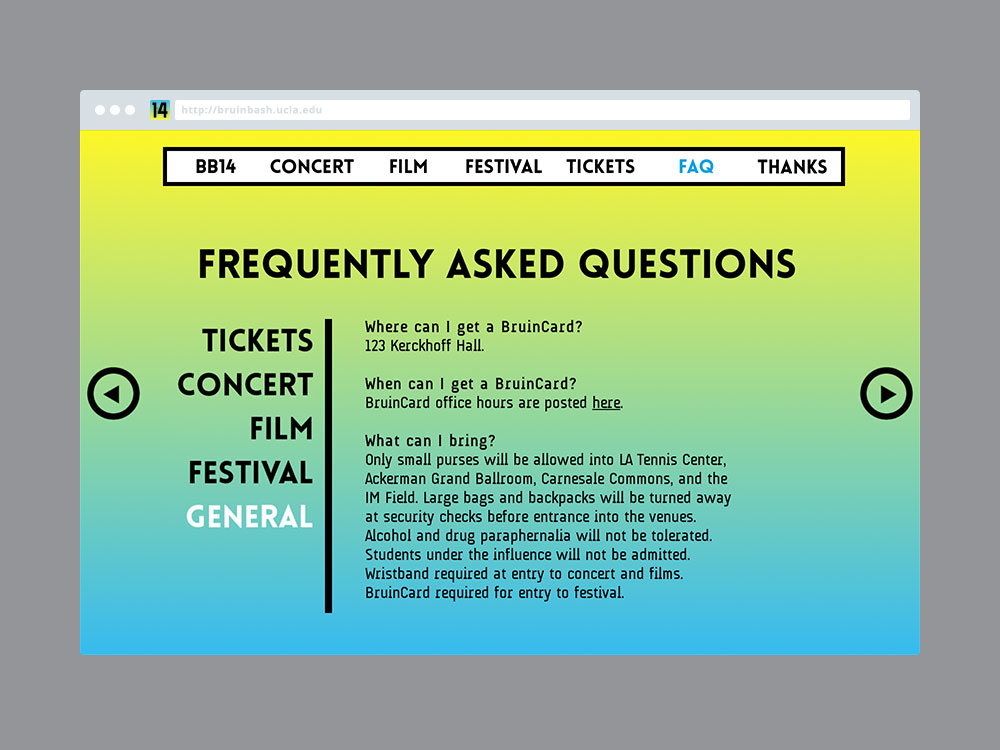 14 http://bruinbash.ucla.edu
BB14 CONCERT FILM FESTIVAL TICKETS FAQ THANKS
FREQUENTLY ASKED QUESTIONS
TICKETS
CONCERT
FILM
FESTIVAL
GENERAL
Where can I get a BruinCard?
123 Kerckhoff Hall.
When can I get a BruinCard?
BruinCard office hours are posted here.
What can I bring?
Only small purses will be allowed into LA Tennis Center,
Ackerman Grand Ballroom, Carnesale Commons, and the
IM Field. Large bags and backpacks will be turned away
at security checks before entrance into the venues.
Alcohol and drug paraphernalia will not be tolerated.
Students under the influence will not be admitted.
Wristband required at entry to concert and films.
BruinCard required for entry to festival.